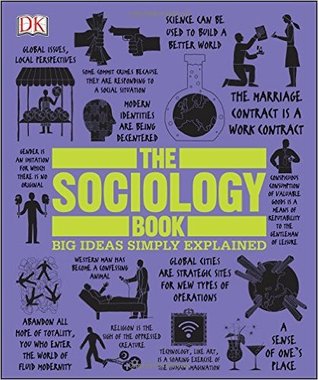 DK
GLOBAL ISSUES,
LOCAL PERSPECTIVES
SOME COMMIT CRIMES BECAUSE
THEY ARE RESPONDING TO
A SOCIAL SITUATION
SCIENCE CAN BE
USED TO BUILD A
BETTER WORLD
MODERN
IDENTITIES
ARE BEING
DECENTERED
THE MARRIAGE
CONTRACT IS A
WORK CONTRACT
GENDER IS
AN IMITATION
FOR WHICH
THERE IS NO
ORIGINAL
THE
SOCIOLOGY
BOOK
BIG IDEAS SIMPLY EXPLAINED
CONSPICUOUS
CONSUMPTION
OF VALUABLE
GOODS IS A MEANS
OF REPUTABILITY
TO THE
GENTLEMAN
OF LEISURE
WESTERN MAN HAS
BECOME A CONFESSING
ANIMAL
GLOBAL CITIES
ARE STRATEGIC SITES
FOR NEW TYPES OF
OPERATIONS
ABANDON ALL
HOPE OF TOTALITY,
YOU WHO ENTER THE
WORLD OF FLUID
MODERNITY
RELIGION IS THE
SIGH OF THE OPPRESSED
CREATURE
TECHNOLOGY, LIKE ART,
IS A SOARING EXERCISE OF
THE HUMAN IMAGINATION
A
SENSE OF
ONE'S
PLACE